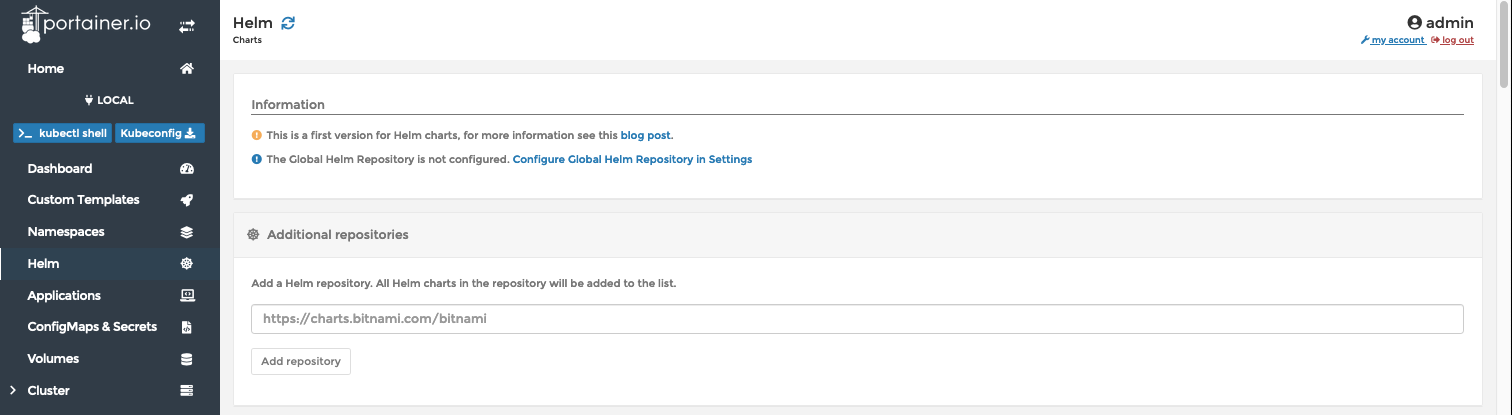 portainer.io
Home
LOCAL
>_ kubectl shell
Kubeconfig
Dashboard
Custom Templates
Namespaces
Helm
Applications
ConfigMaps & Secrets
Volumes
Cluster
Helm
Charts
admin
my account log out
Information
This is a first version for Helm charts, for more information see this blog post.
The Global Helm Repository is not configured. Configure Global Helm Repository in Settings
Additional repositories
Add a Helm repository. All Helm charts in the repository will be added to the list.
https://charts.bitnami.com/bitnami
Add repository